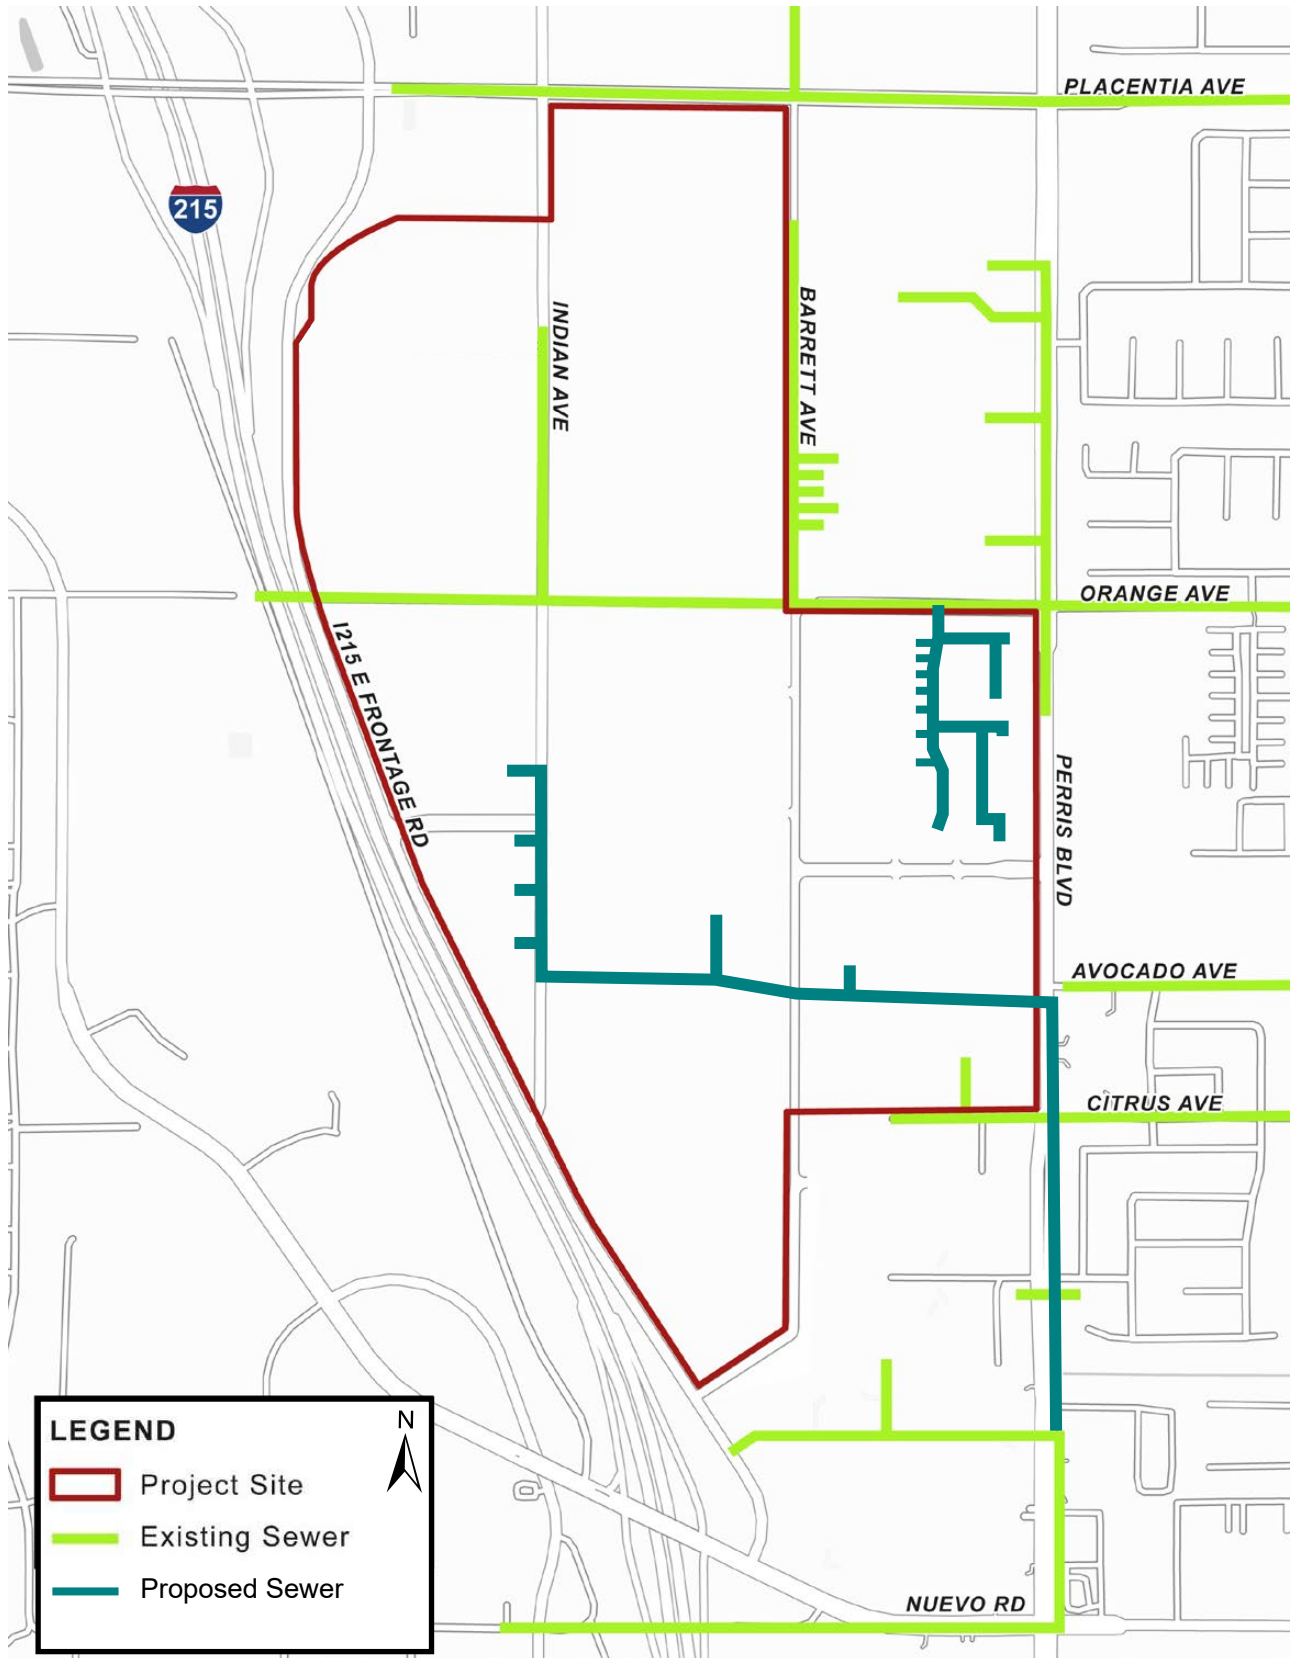 PLACENTIA AVE
215
INDIAN AVE
BARRETT AVE
ORANGE AVE
I215 E FRONTAGE RD
PERRIS BLVD
AVOCADO AVE
CITRUS AVE
LEGEND
N
Project Site
Existing Sewer
Proposed Sewer
NUEVO RD